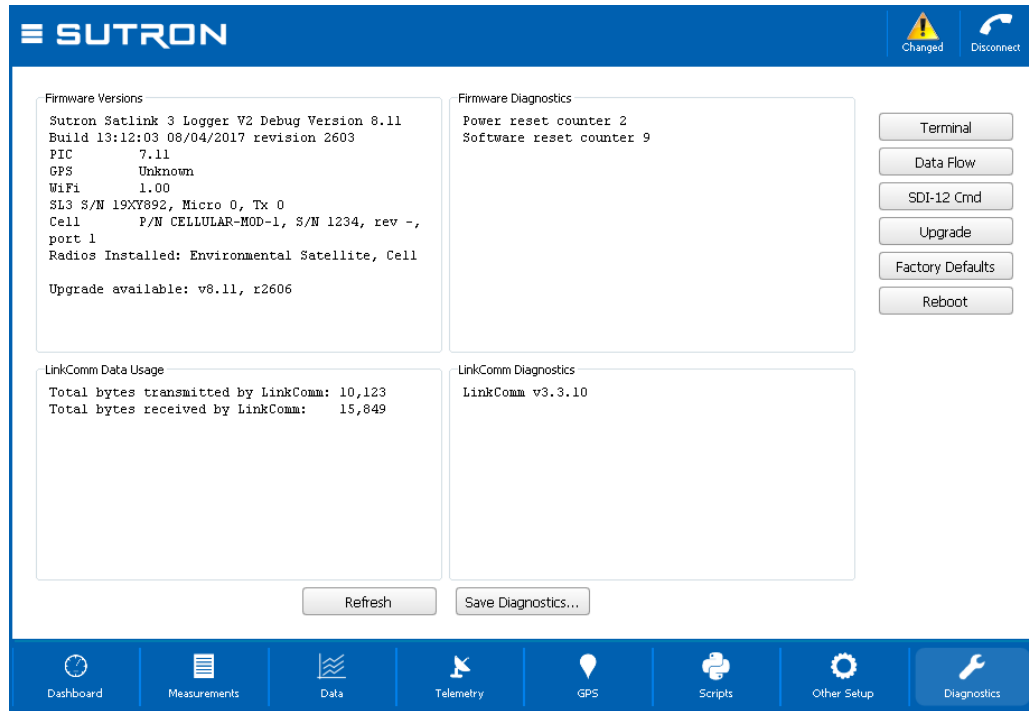 SUTRON
Changed
Disconnect
Firmware Versions
Sutron Satlink 3 Logger V2 Debug Version 8.11
Build 13:12:03 08/04/2017 revision 2603
PIC 7.11
GPS Unknown
WiFi 1.00
SL3 S/N 19XY892, Micro 0, Tx 0
Cell P/N CELLULAR-MOD-1, S/N 1234, rev -,
port 1
Radios Installed: Environmental Satellite, Cell
Upgrade available: v8.11, r2606
Firmware Diagnostics
Power reset counter 2
Software reset counter 9
Terminal
Data Flow
SDI-12 Cmd
Upgrade
Factory Defaults
Reboot
LinkComm Data Usage
Total bytes transmitted by LinkComm: 10,123
Total bytes received by LinkComm: 15,849
LinkComm Diagnostics
LinkComm v3.3.10
Refresh
Save Diagnostics...
Dashboard
Measurements
Data
Telemetry
GPS
Scripts
Other Setup
Diagnostics